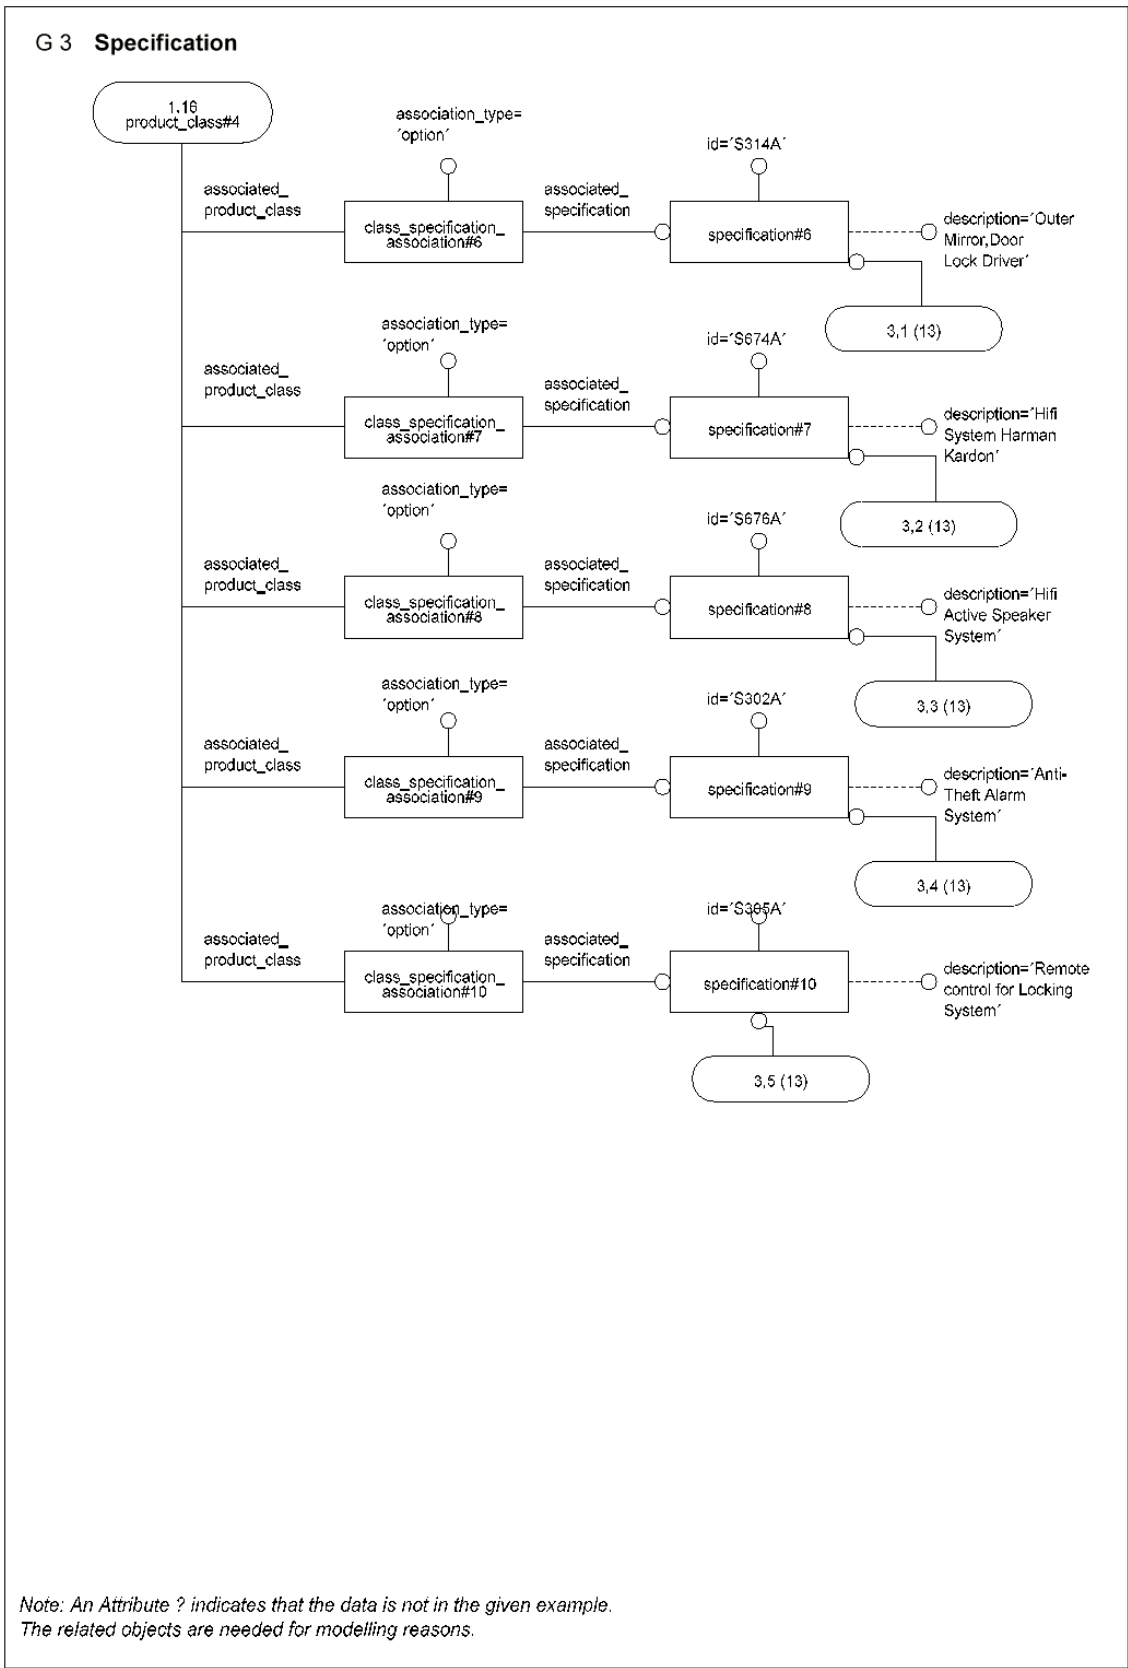 G 3 Specification
1.16
product_class#4
association_type=
´option´
id=´S314A´
associated_
product_class
class_specification_
association#6
associated_
specification
specification#6
description=´Outer
Mirror,Door
Lock Driver´
3,1 (13)
association_type=
´option´
id=´S674A´
associated_
product_class
class_specification_
association#7
associated_
specification
specification#7
description=´Hifi
System Harman
Kardon´
3,2 (13)
association_type=
´option´
id=´S676A´
associated_
product_class
class_specification_
association#8
associated_
specification
specification#8
description=´Hifi
Active Speaker
System´
3,3 (13)
association_type=
´option´
id=´S302A´
associated_
product_class
class_specification_
association#9
associated_
specification
specification#9
description=´Anti-
Theft Alarm
System´
3,4 (13)
association_type=
´option´
id=´S305A´
associated_
product_class
class_specification_
association#10
associated_
specification
specification#10
description=´Remote
control for Locking
System´
3,5 (13)
Note: An Attribute ? indicates that the data is not in the given example.
The related objects are needed for modelling reasons.